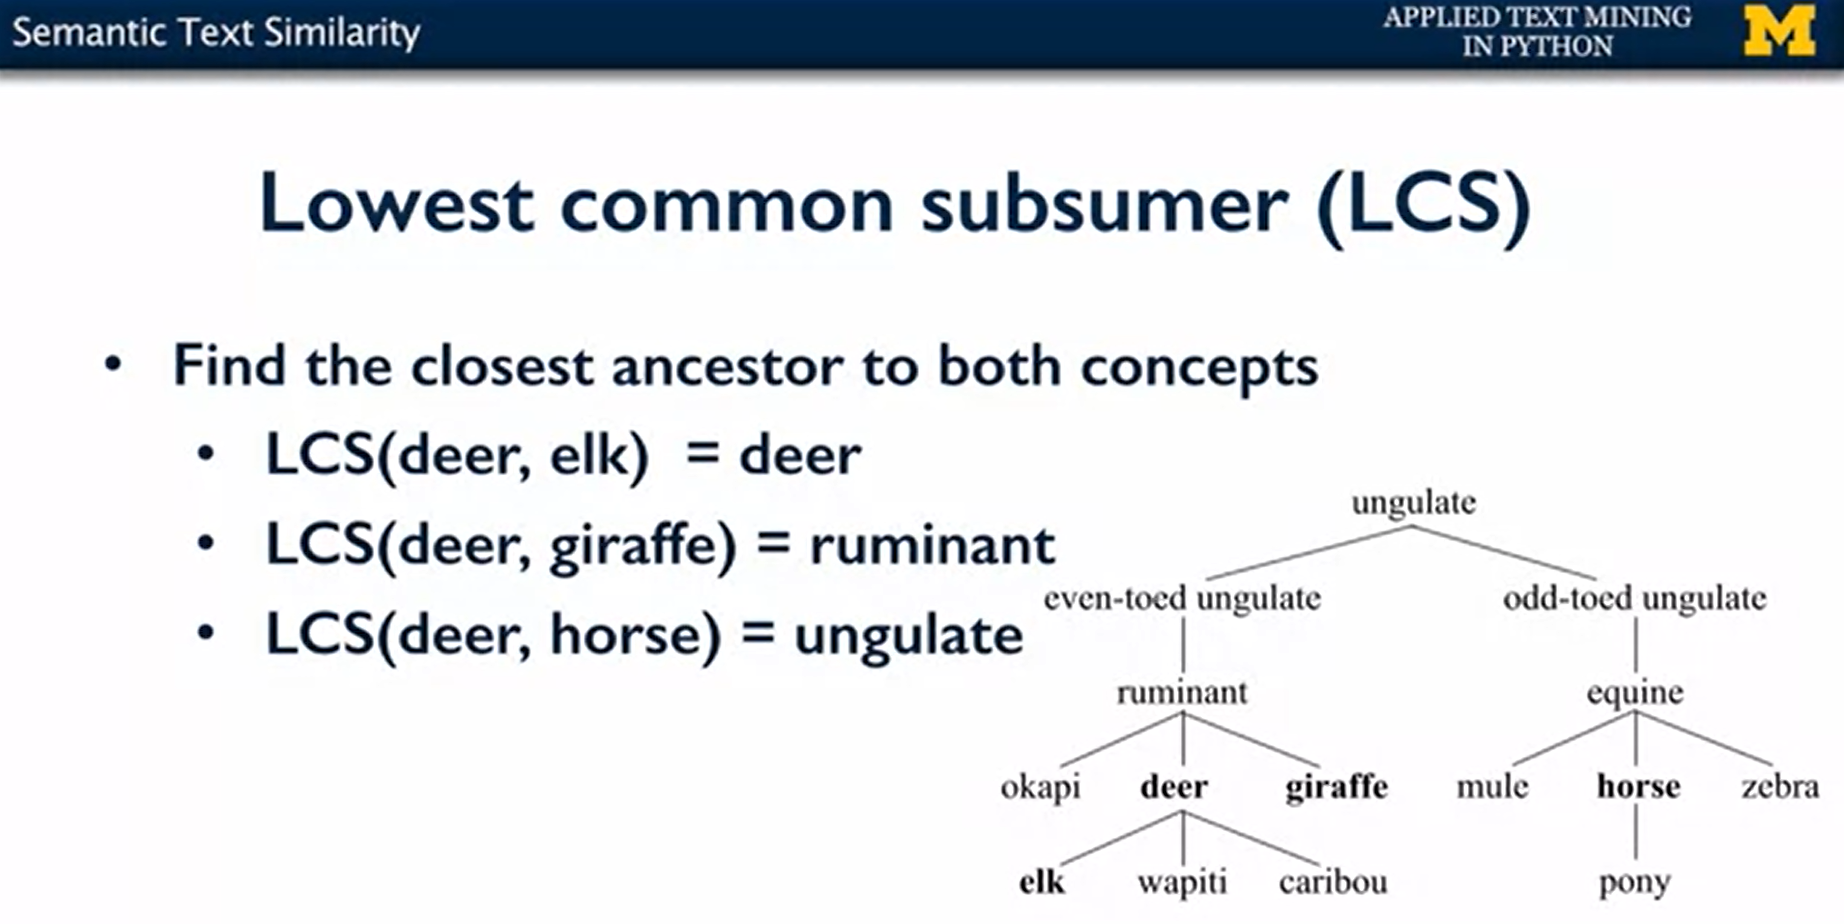 Semantic Text Similarity
APPLIED TEXT MINING
IN PYTHON
M
Lowest common subsumer (LCS)
• Find the closest ancestor to both concepts
• LCS(deer, elk) = deer
• LCS(deer, giraffe) = ruminant
• LCS(deer, horse) = ungulate
ungulate
even-toed ungulate odd-toed ungulate
ruminant equine
okapi deer giraffe mule horse zebra
elk wapiti caribou pony